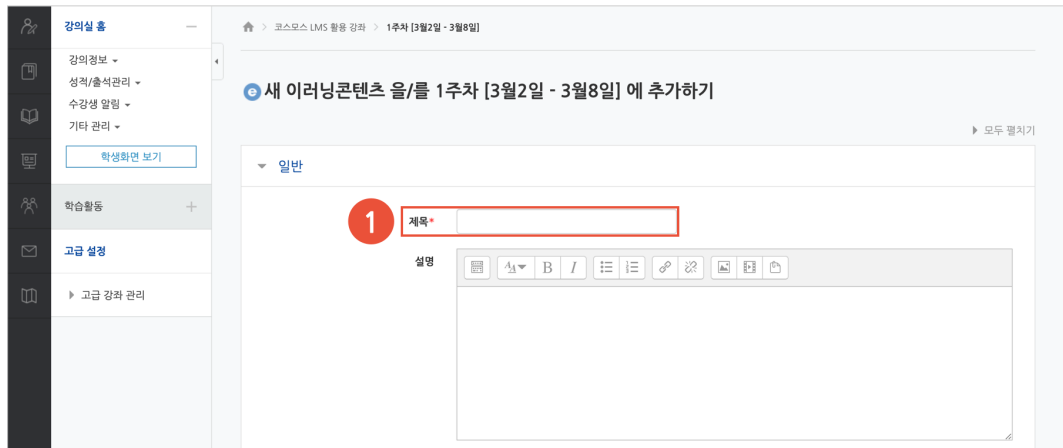 강의실 홈
강의정보
성적/출석관리
수강생 알림
기타 관리
학생화면 보기
학습활동
고급 설정
고급 강좌 관리
코스모스 LMS 활용 강좌 > 1주차 [3월2일 - 3월8일]
새 이러닝콘텐츠 을/를 1주차 [3월2일 - 3월8일] 에 추가하기
모두 펼치기
일반
1 제목*
설명
B I